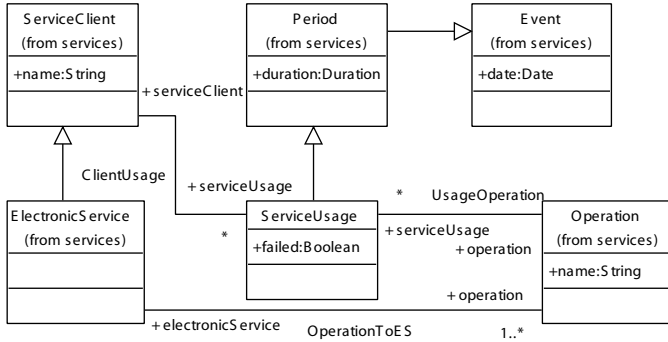 ServiceClient
(from services)
+name:String
Period
(from services)
+duration:Duration
Event
(from services)
+date:Date
+serviceClient
ClientUsage
+serviceUsage
*
ElectronicService
(from services)
ServiceUsage
+failed:Boolean
*
UsageOperation
+serviceUsage
+operation
Operation
(from services)
+name:String
+operation
+electronicService
OperationToES
1..*